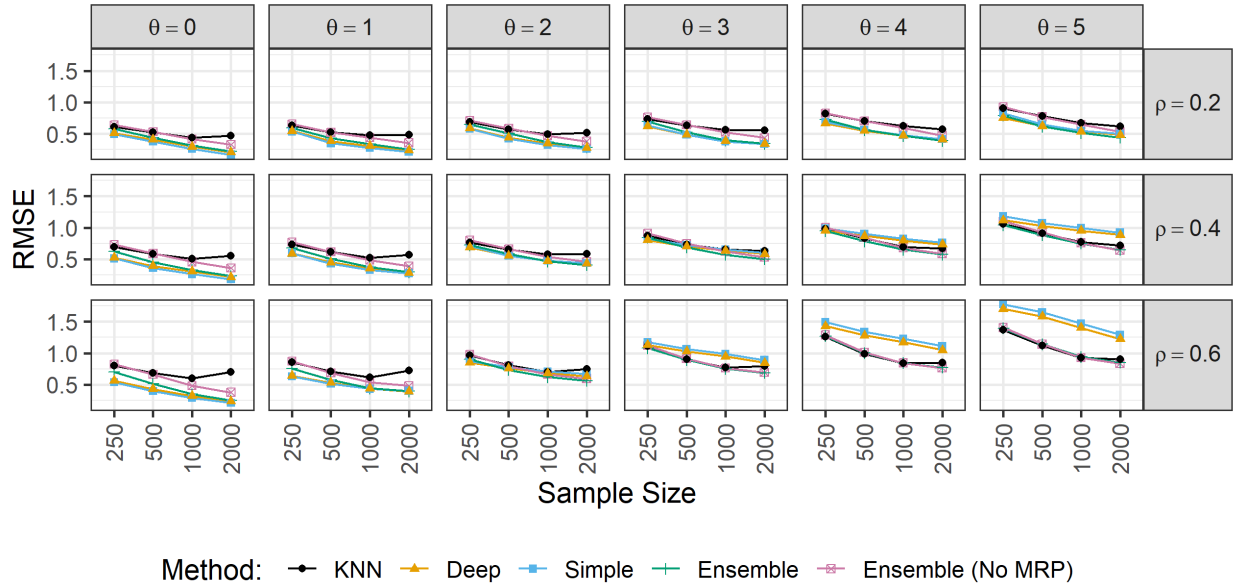 θ = 0 θ = 1 θ = 2 θ = 3 θ = 4 θ = 5
1.5
1.0
0.5
ρ = 0.2
1.5
1.0
0.5
ρ = 0.4
1.5
1.0
0.5
ρ = 0.6
RMSE
250 500 1000 2000 250 500 1000 2000 250 500 1000 2000 250 500 1000 2000 250 500 1000 2000 250 500 1000 2000
Sample Size
Method: KNN Deep Simple Ensemble Ensemble (No MRP)